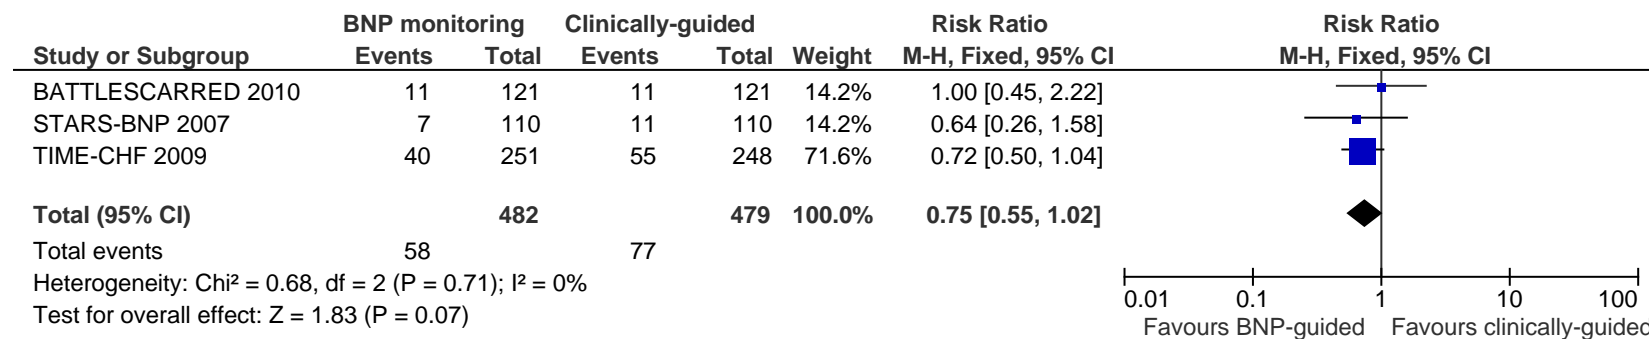 BNP monitoring Clinically-guided Risk Ratio Risk Ratio
Study or Subgroup Events Total Events Total Weight M-H, Fixed, 95% CI M-H, Fixed, 95% CI
BATTLESCARRED 2010 11 121 11 121 14.2% 1.00 [0.45, 2.22]
STARS-BNP 2007 7 110 11 110 14.2% 0.64 [0.26, 1.58]
TIME-CHF 2009 40 251 55 248 71.6% 0.72 [0.50, 1.04]
Total (95% CI) 482 479 100.0% 0.75 [0.55, 1.02]
Total events 58 77
Heterogeneity: Chi² = 0.68, df = 2 (P = 0.71); I² = 0%
Test for overall effect: Z = 1.83 (P = 0.07)
0.01 0.1 1 10 100
Favours BNP-guided Favours clinically-guided